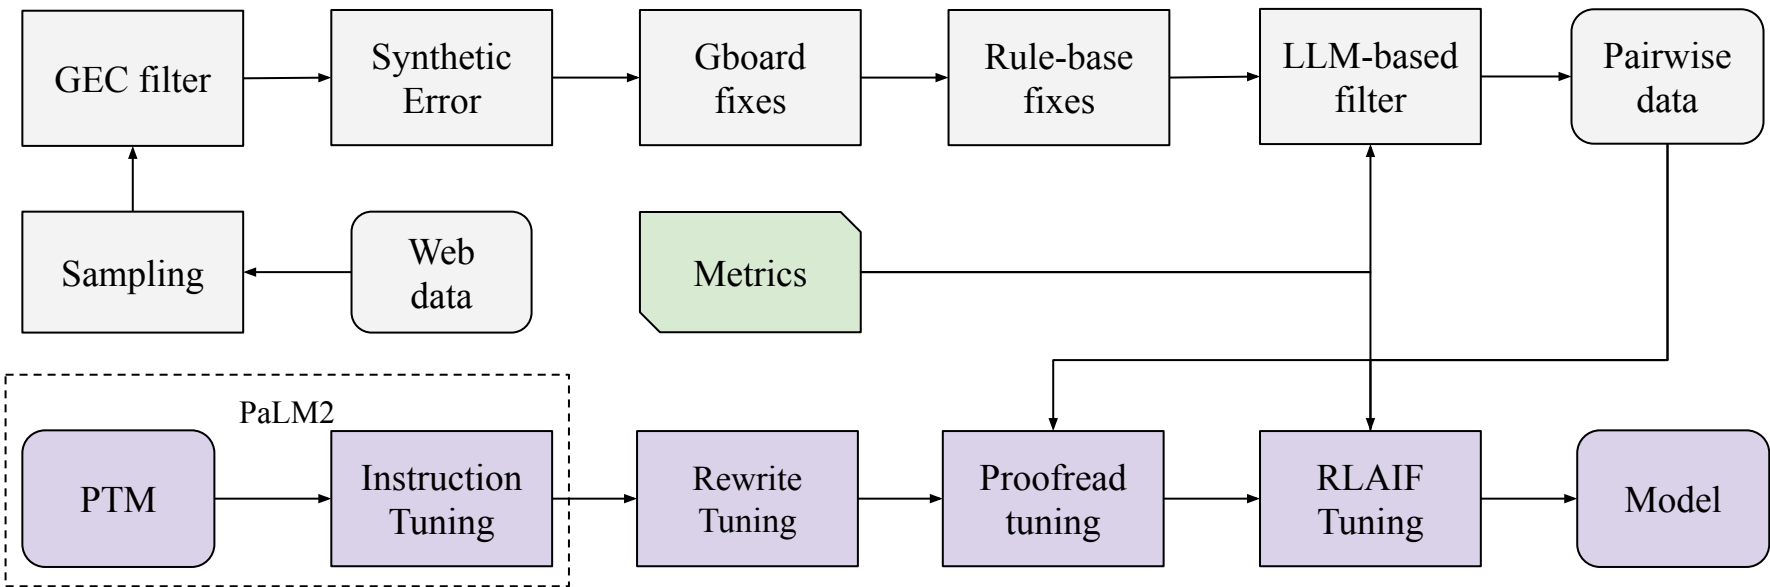 GEC filter
Synthetic
Error
Gboard
fixes
Rule-base
fixes
LLM-based
filter
Pairwise
data
Sampling
Web
data
Metrics
PaLM2
PTM
Instruction
Tuning
Rewrite
Tuning
Proofread
tuning
RLAIF
Tuning
Model